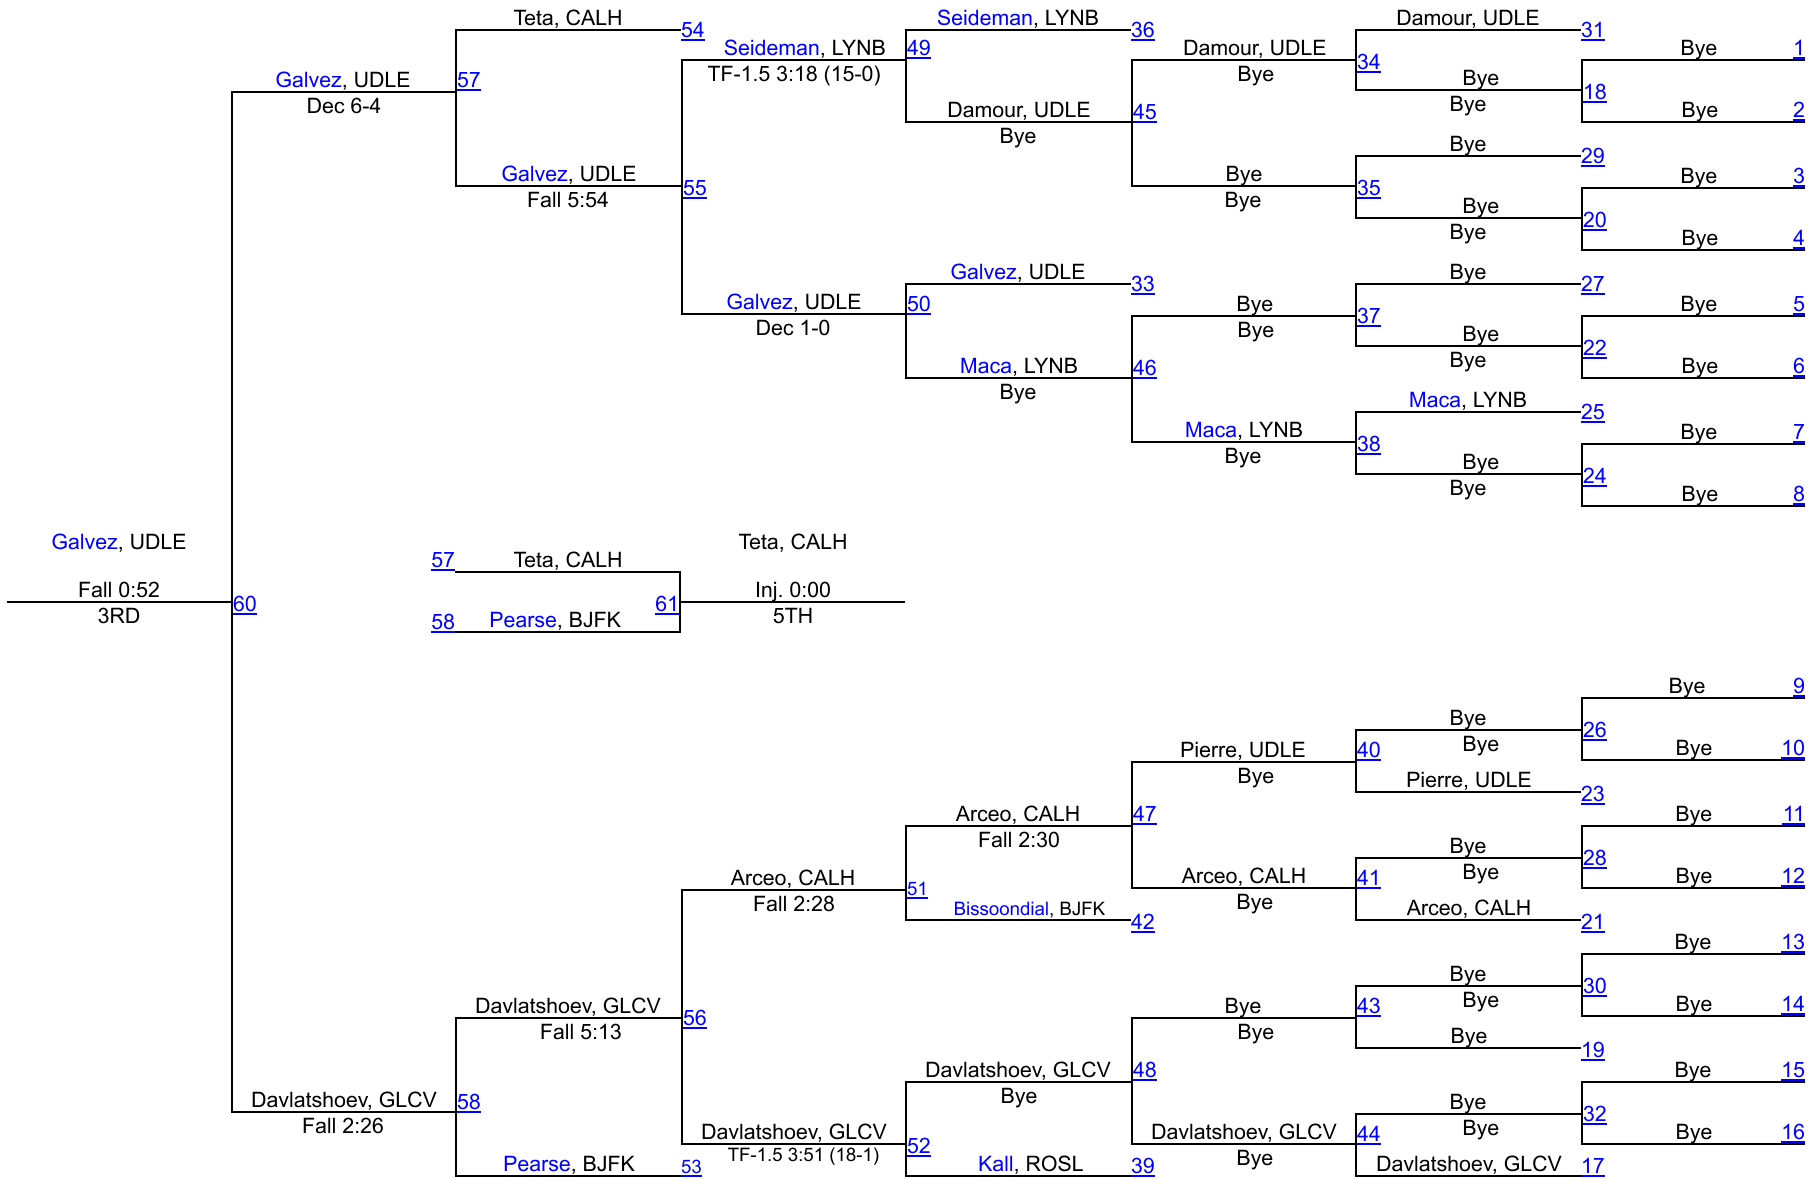 Teta, CALH
54
Seideman, LYNB
36
Damour, UDLE
31
Galvez, UDLE
57
Dec 6-4
Seideman, LYNB
49
TF-1.5 3:18 (15-0)
Damour, UDLE
34
Bye
Bye
1
Bye
18
Bye
Bye
2
Damour, UDLE
45
Bye
Bye
29
Galvez, UDLE
55
Fall 5:54
Bye
35
Bye
Bye
3
Bye
20
Bye
Bye
4
Galvez, UDLE
33
Bye
27
Galvez, UDLE
50
Dec 1-0
Bye
37
Bye
Bye
5
Bye
22
Bye
Bye
6
Maca, LYNB
46
Bye
Maca, LYNB
25
Maca, LYNB
38
Bye
Bye
7
Bye
24
Bye
Bye
8
Galvez, UDLE
Fall 0:52
60
3RD
57
Teta, CALH
58
Pearse, BJFK
61
Teta, CALH
Inj. 0:00
5TH
Bye
9
Bye
26
Bye
Bye
10
Pierre, UDLE
40
Bye
Pierre, UDLE
23
Arceo, CALH
47
Fall 2:30
Bye
11
Bye
28
Bye
Bye
12
Arceo, CALH
51
Fall 2:28
Arceo, CALH
41
Bye
Arceo, CALH
21
Bissoondial, BJFK
42
Bye
13
Bye
30
Bye
Bye
14
Davlatshoev, GLCV
56
Fall 5:13
Bye
43
Bye
Bye
19
Davlatshoev, GLCV
48
Bye
Bye
15
Bye
32
Bye
Bye
16
Davlatshoev, GLCV
58
Fall 2:26
Davlatshoev, GLCV
52
TF-1.5 3:51 (18-1)
Davlatshoev, GLCV
44
Bye
Pearse, BJFK
53
Kall, ROSL
39
Davlatshoev, GLCV
17